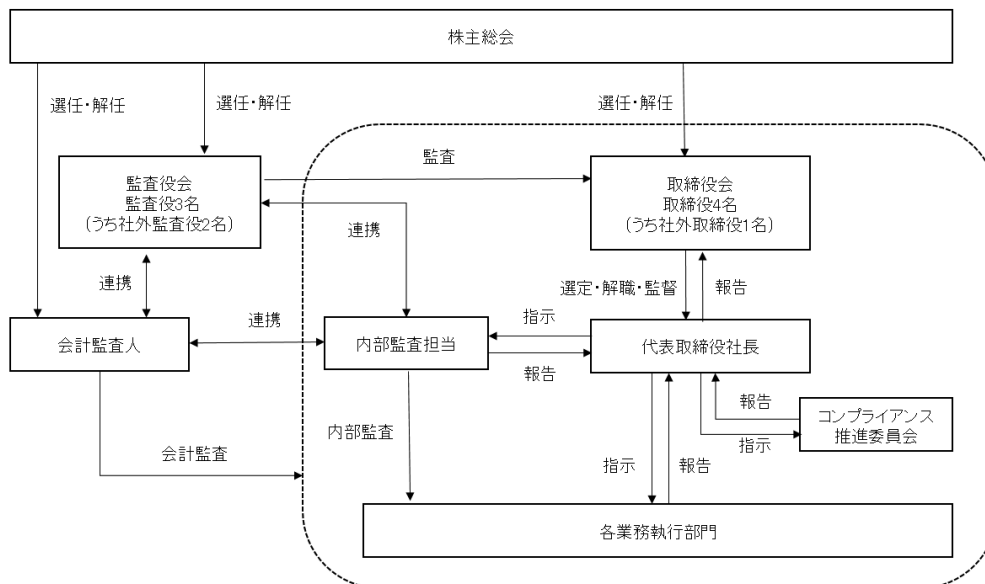 株主総会
選任・解任
選任・解任
選任・解任
監査
監査役会
監査役3名
(うち社外監査役2名)
取締役会
取締役4名
(うち社外取締役1名)
連携
連携
選定・解職・監督
報告
会計監査人
連携
内部監査担当
指示
報告
代表取締役社長
報告
指示
コンプライアンス
推進委員会
内部監査
会計監査
指示
報告
各業務執行部門